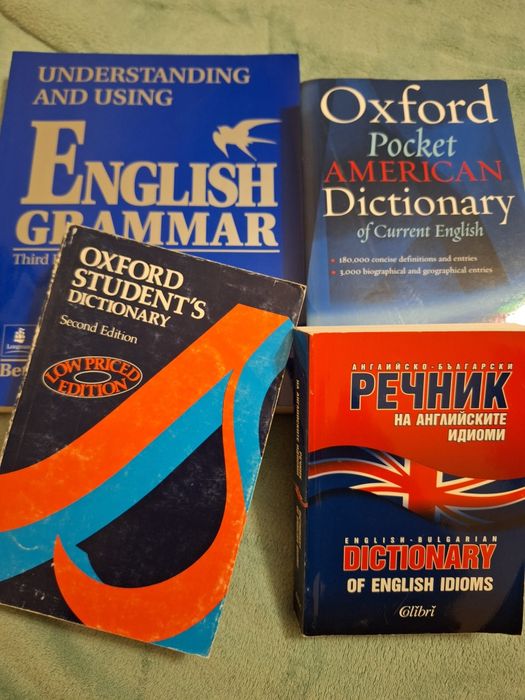 UNDERSTANDING
AND USING
ENGLISH
GRAMMAR
Third
Longman
Be
Oxford
Pocket
AMERICAN
Dictionary
of Current English
• 180,000 concise definitions and entries
• 3,000 biographical and geographical entries
OXFORD
STUDENT'S
DICTIONARY
Second Edition
LOW PRICED
EDITION
АНГЛИЙСКО-БЪЛГАРСКИ
РЕЧНИК
НА АНГЛИЙСКИТЕ
ИДИОМИ
ENGLISH-BULGARIAN
DICTIONARY
OF ENGLISH IDIOMS
Colibri